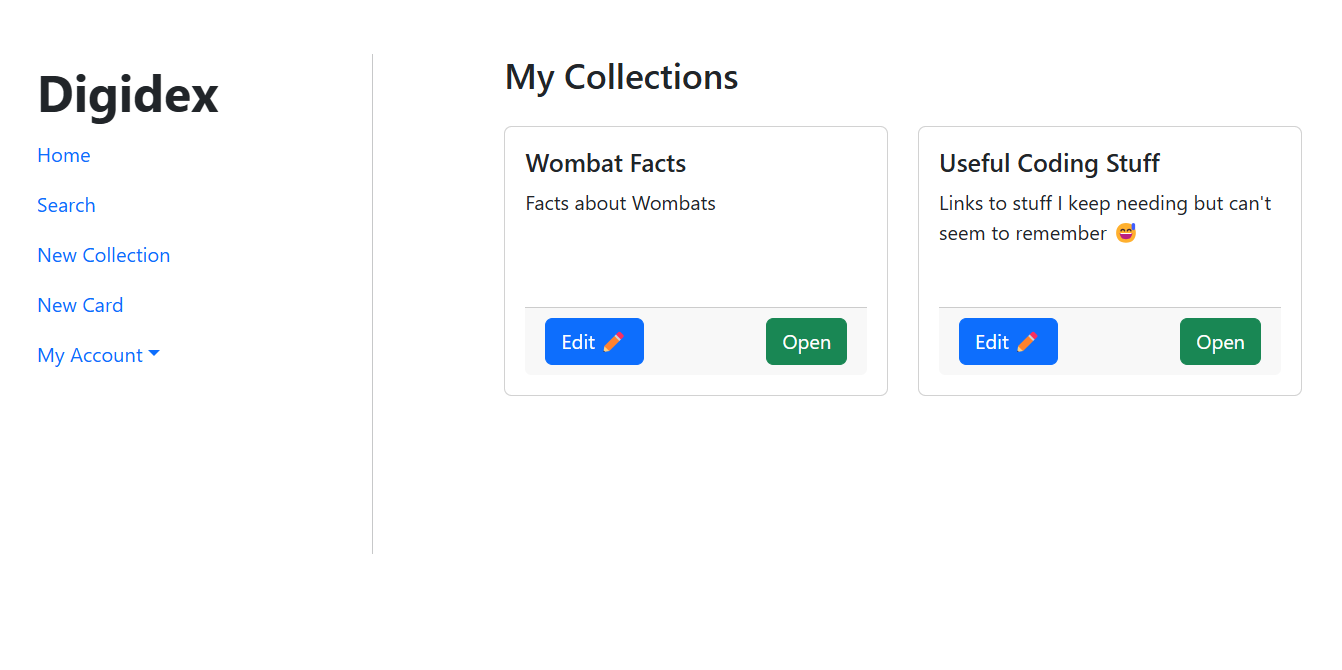 Digidex
Home
Search
New Collection
New Card
My Account
My Collections
Wombat Facts
Facts about Wombats
Edit ✏️
Open
Useful Coding Stuff
Links to stuff I keep needing but can't
seem to remember 😅
Edit ✏️
Open